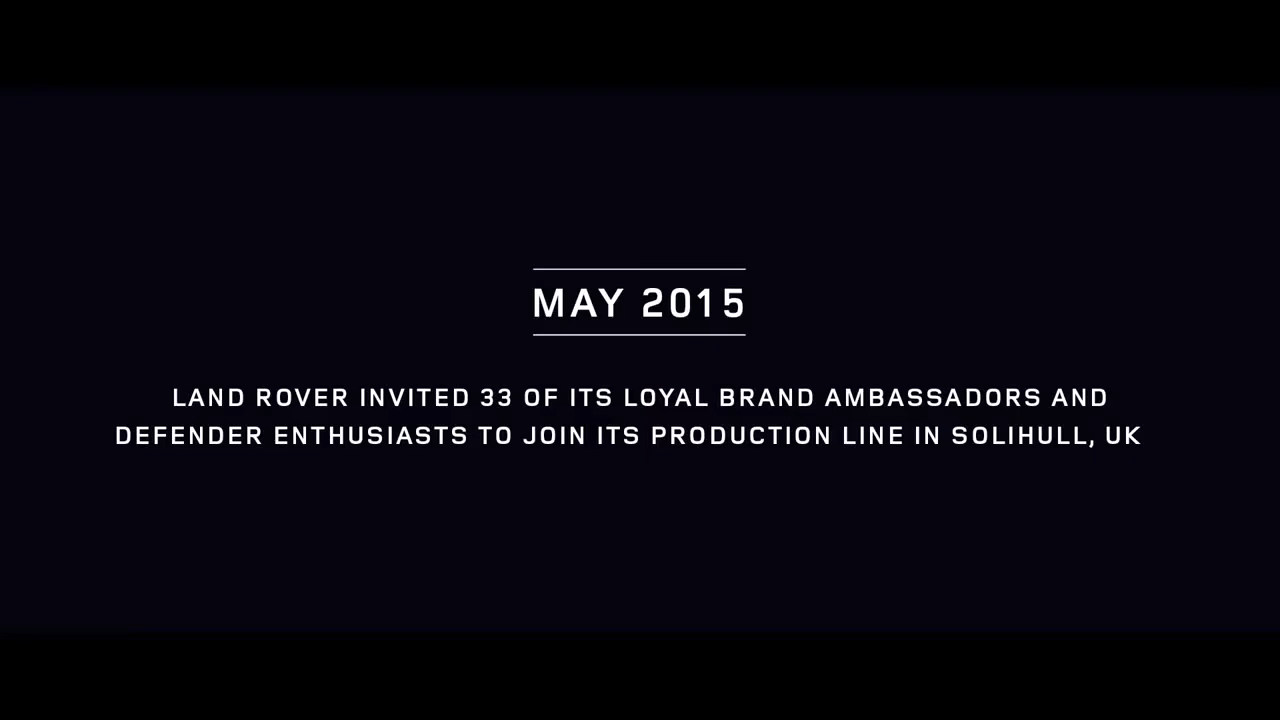 MAY 2015
LAND ROVER INVITED 33 OF ITS LOYAL BRAND AMBASSADORS AND
DEFENDER ENTHUSIASTS TO JOIN ITS PRODUCTION LINE IN SOLIHULL, UK